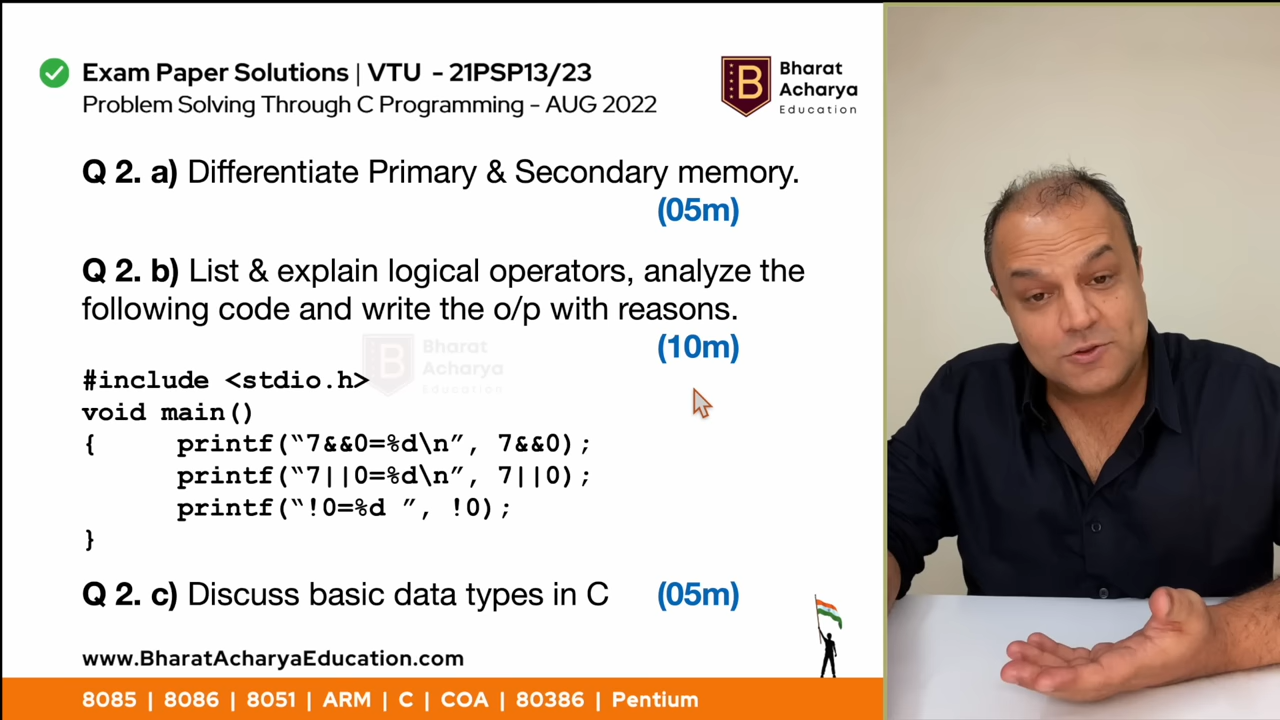 Exam Paper Solutions | VTU - 21PSP13/23
Problem Solving Through C Programming - AUG 2022
B
Bharat
Acharya
Education
Q 2. a) Differentiate Primary & Secondary memory.
(05m)
Q 2. b) List & explain logical operators, analyze the
following code and write the o/p with reasons.
(10m)
B
Bharat
Acharya
Education
#include <stdio.h>
void main()
{ printf(“7&&0=%d\n”, 7&&0);
printf(“7||0=%d\n”, 7||0);
printf(“!0=%d ”, !0);
}
Q 2. c) Discuss basic data types in C (05m)
www.BharatAcharyaEducation.com
8085 | 8086 | 8051 | ARM | C | COA | 80386 | Pentium